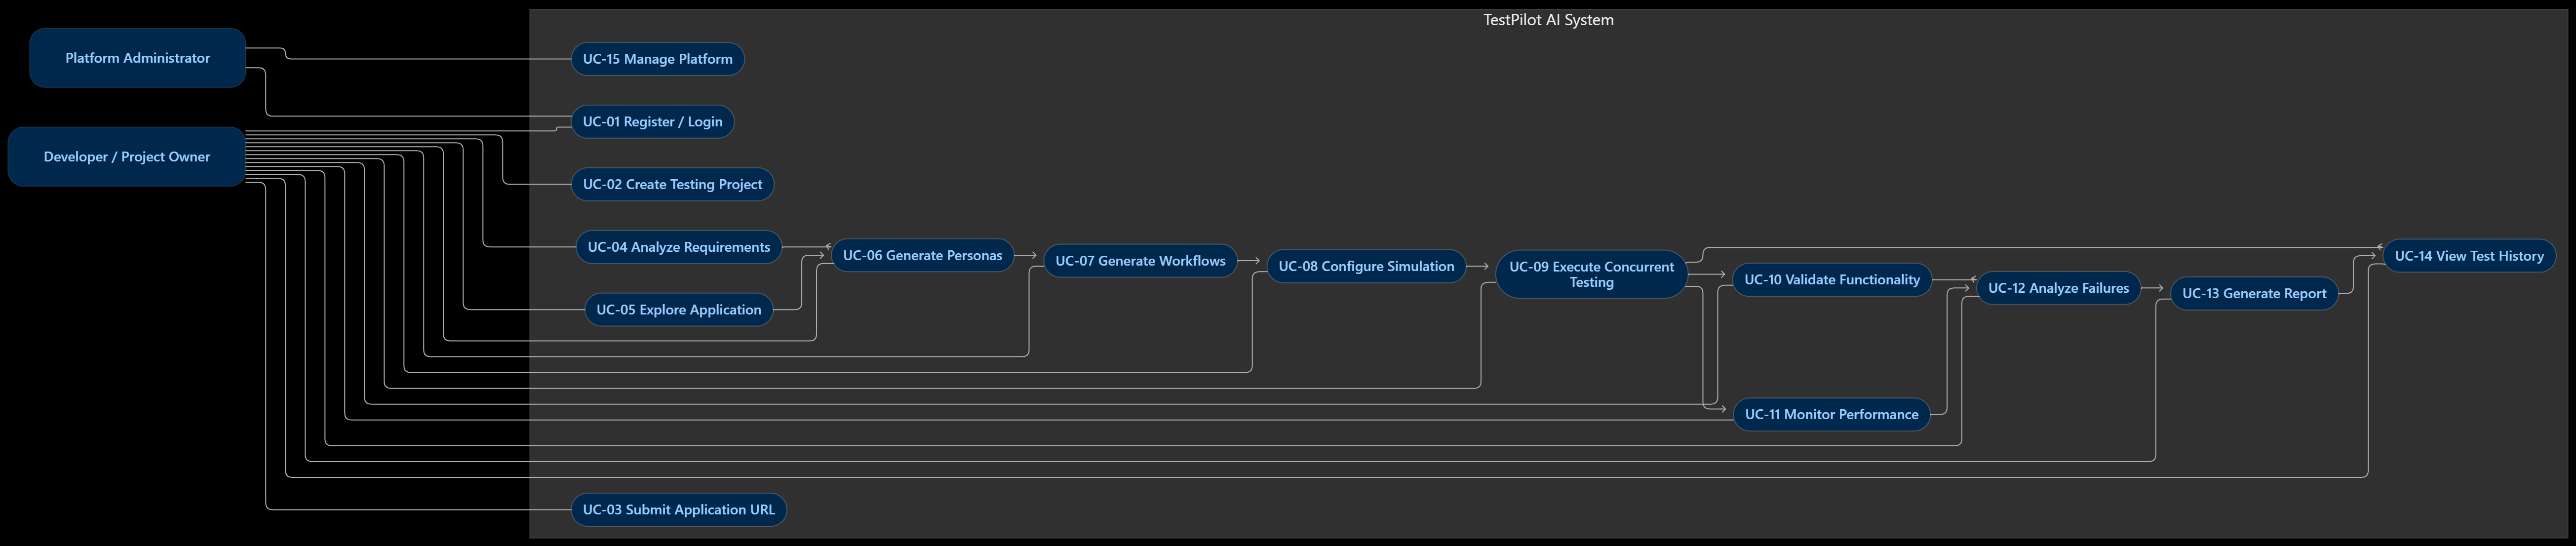 TestPilot AI System
Platform Administrator
UC-15 Manage Platform
UC-01 Register / Login
Developer / Project Owner
UC-02 Create Testing Project
UC-04 Analyze Requirements
UC-06 Generate Personas
UC-07 Generate Workflows
UC-08 Configure Simulation
UC-09 Execute Concurrent
Testing
UC-10 Validate Functionality
UC-12 Analyze Failures
UC-13 Generate Report
UC-14 View Test History
UC-05 Explore Application
UC-11 Monitor Performance
UC-03 Submit Application URL